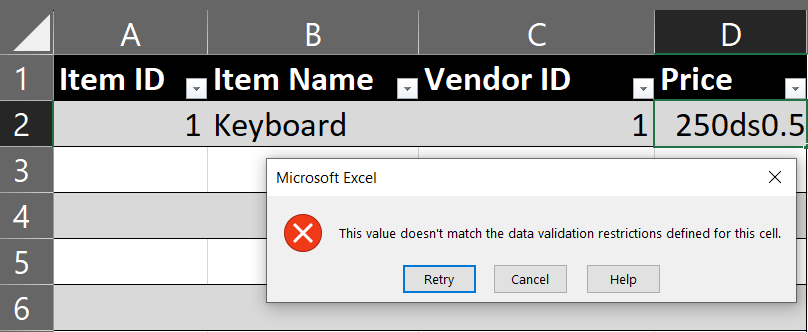 A B C D
1 Item ID Item Name Vendor ID Price
2 1 Keyboard 1 250ds0.5
3
Microsoft Excel
4 This value doesn't match the data validation restrictions defined for this cell.
5
Retry Cancel Help
6